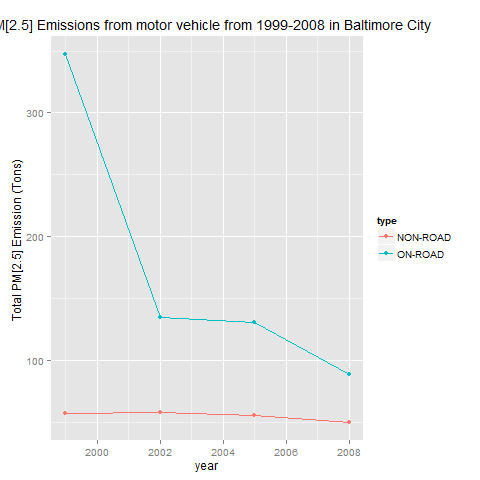 M[2.5] Emissions from motor vehicle from 1999-2008 in Baltimore City
Total PM[2.5] Emission (Tons)
300
200
100
2000
2002
2004
2006
2008
year
type
NON-ROAD
ON-ROAD